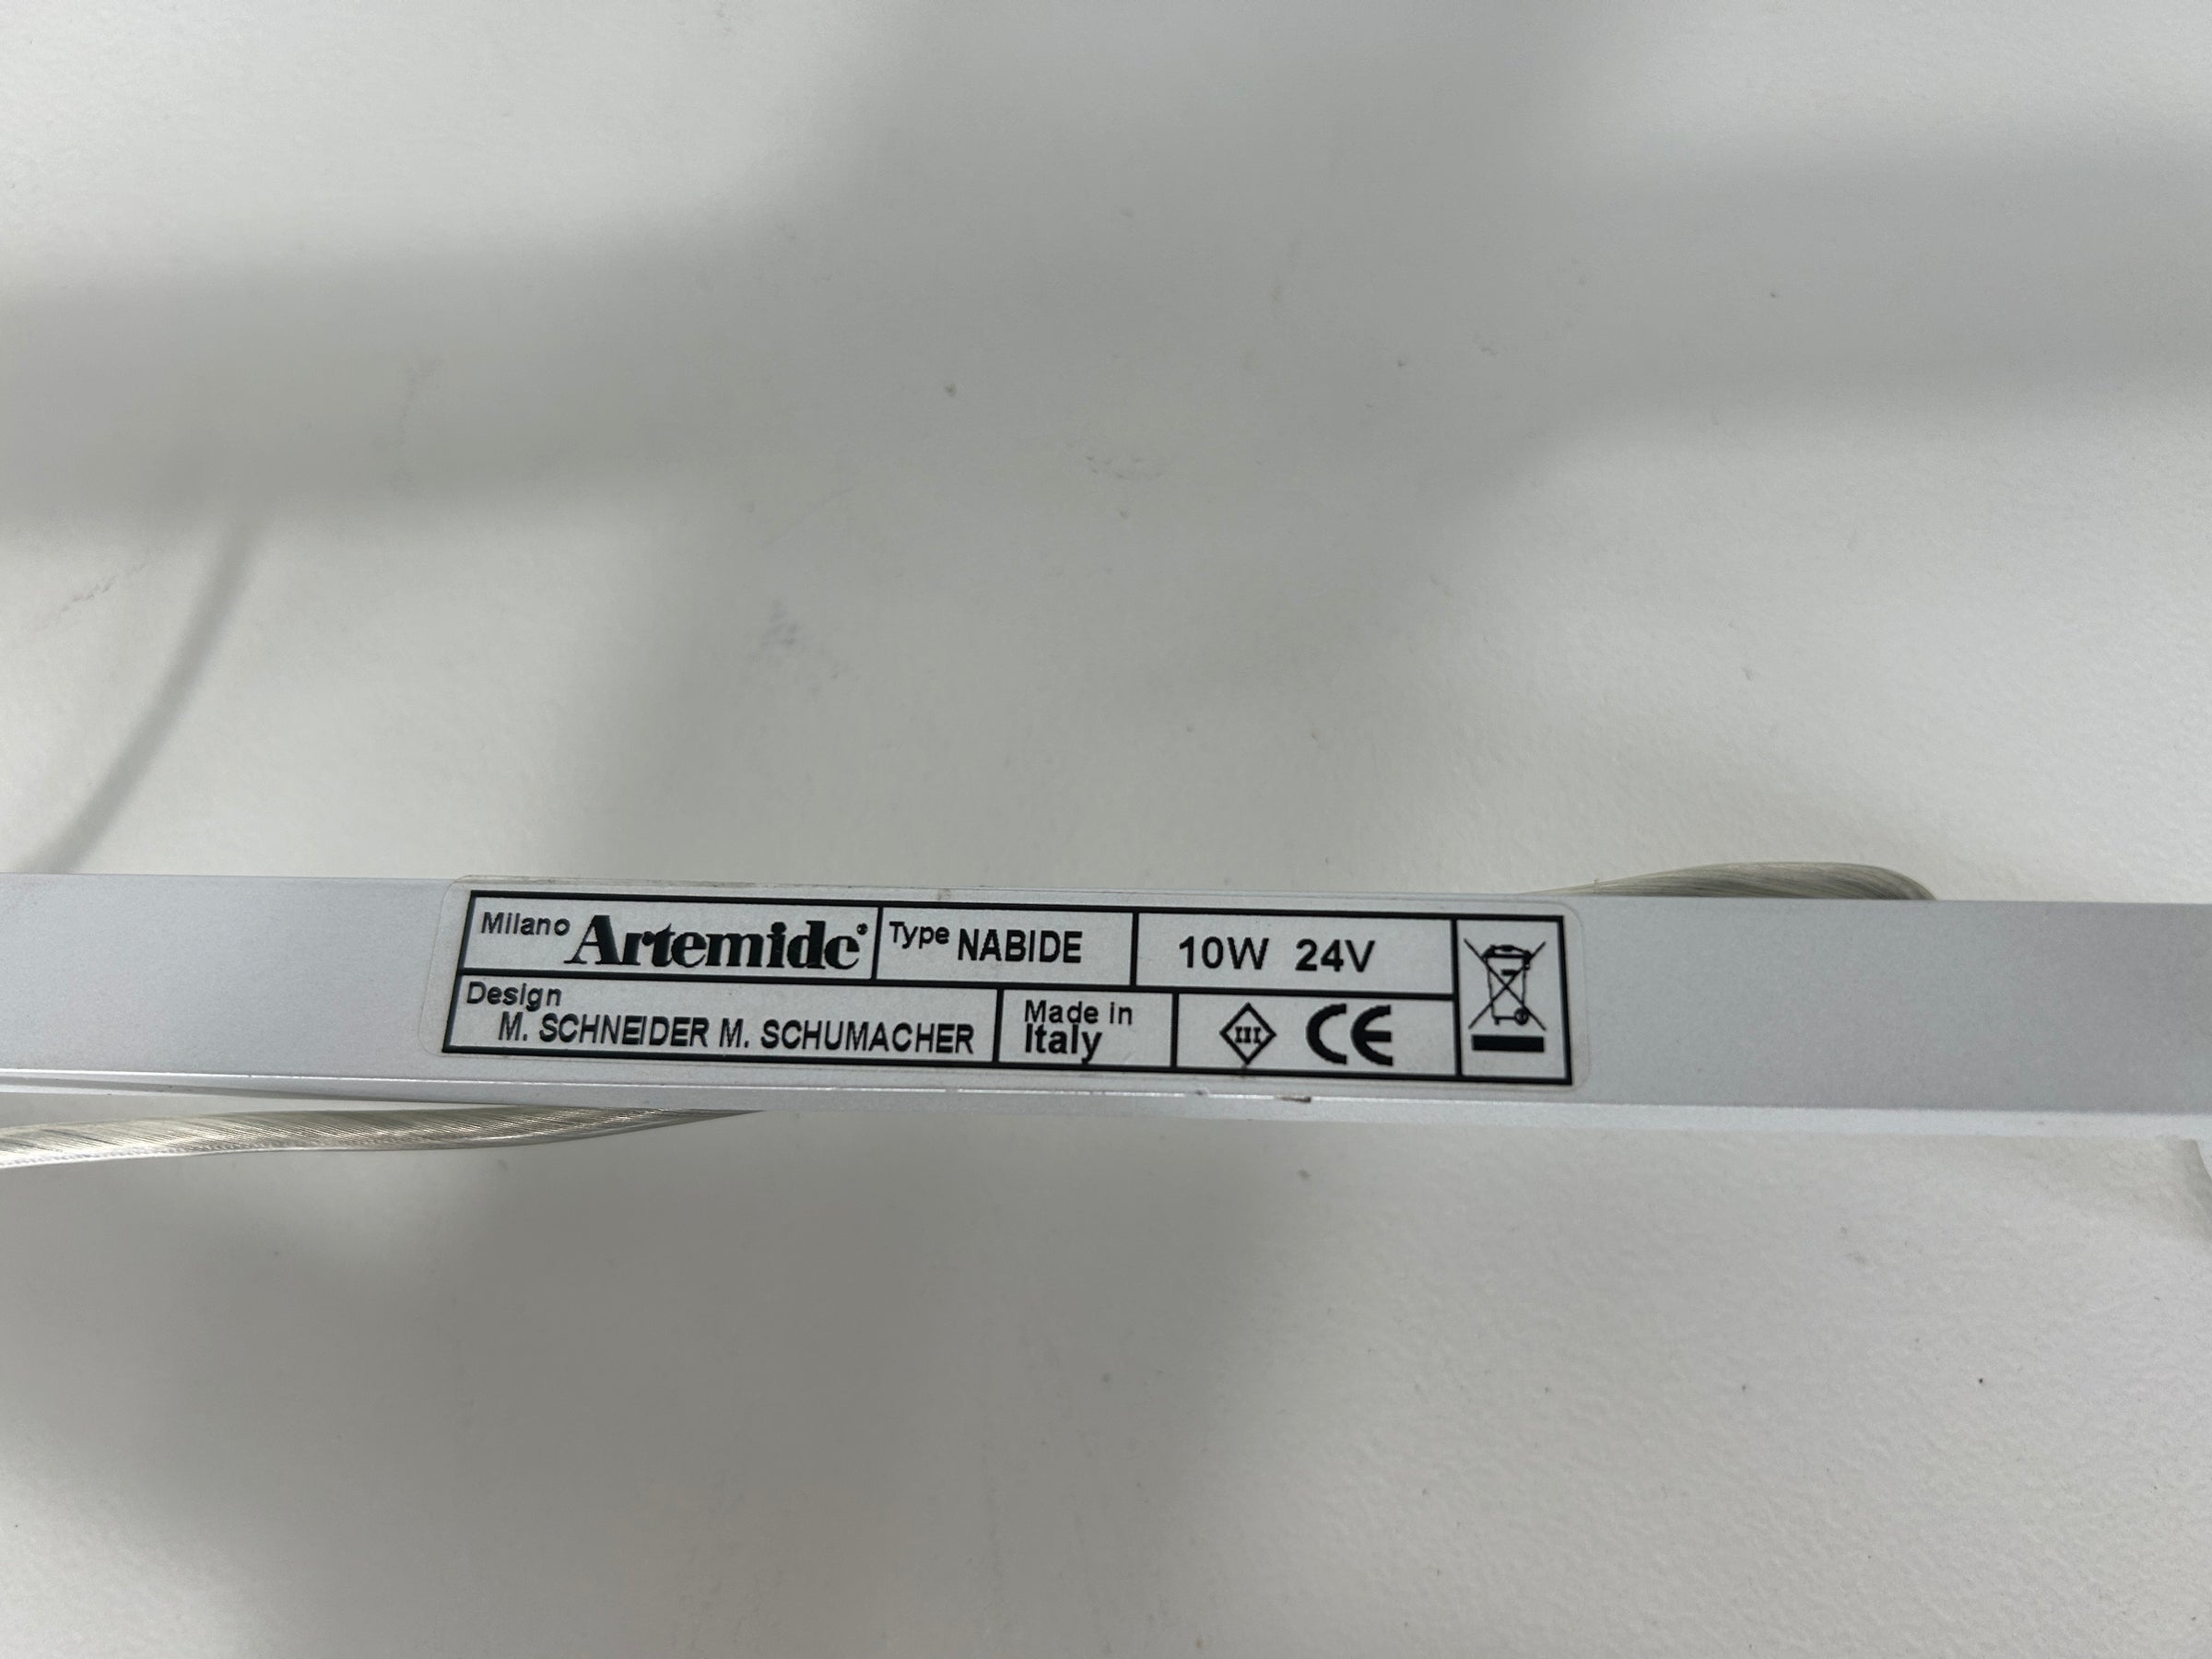 Milano Artemide® Type NABIDE 10W 24V
Design
M. SCHNEIDER M. SCHUMACHER
Made in
Italy
III CE